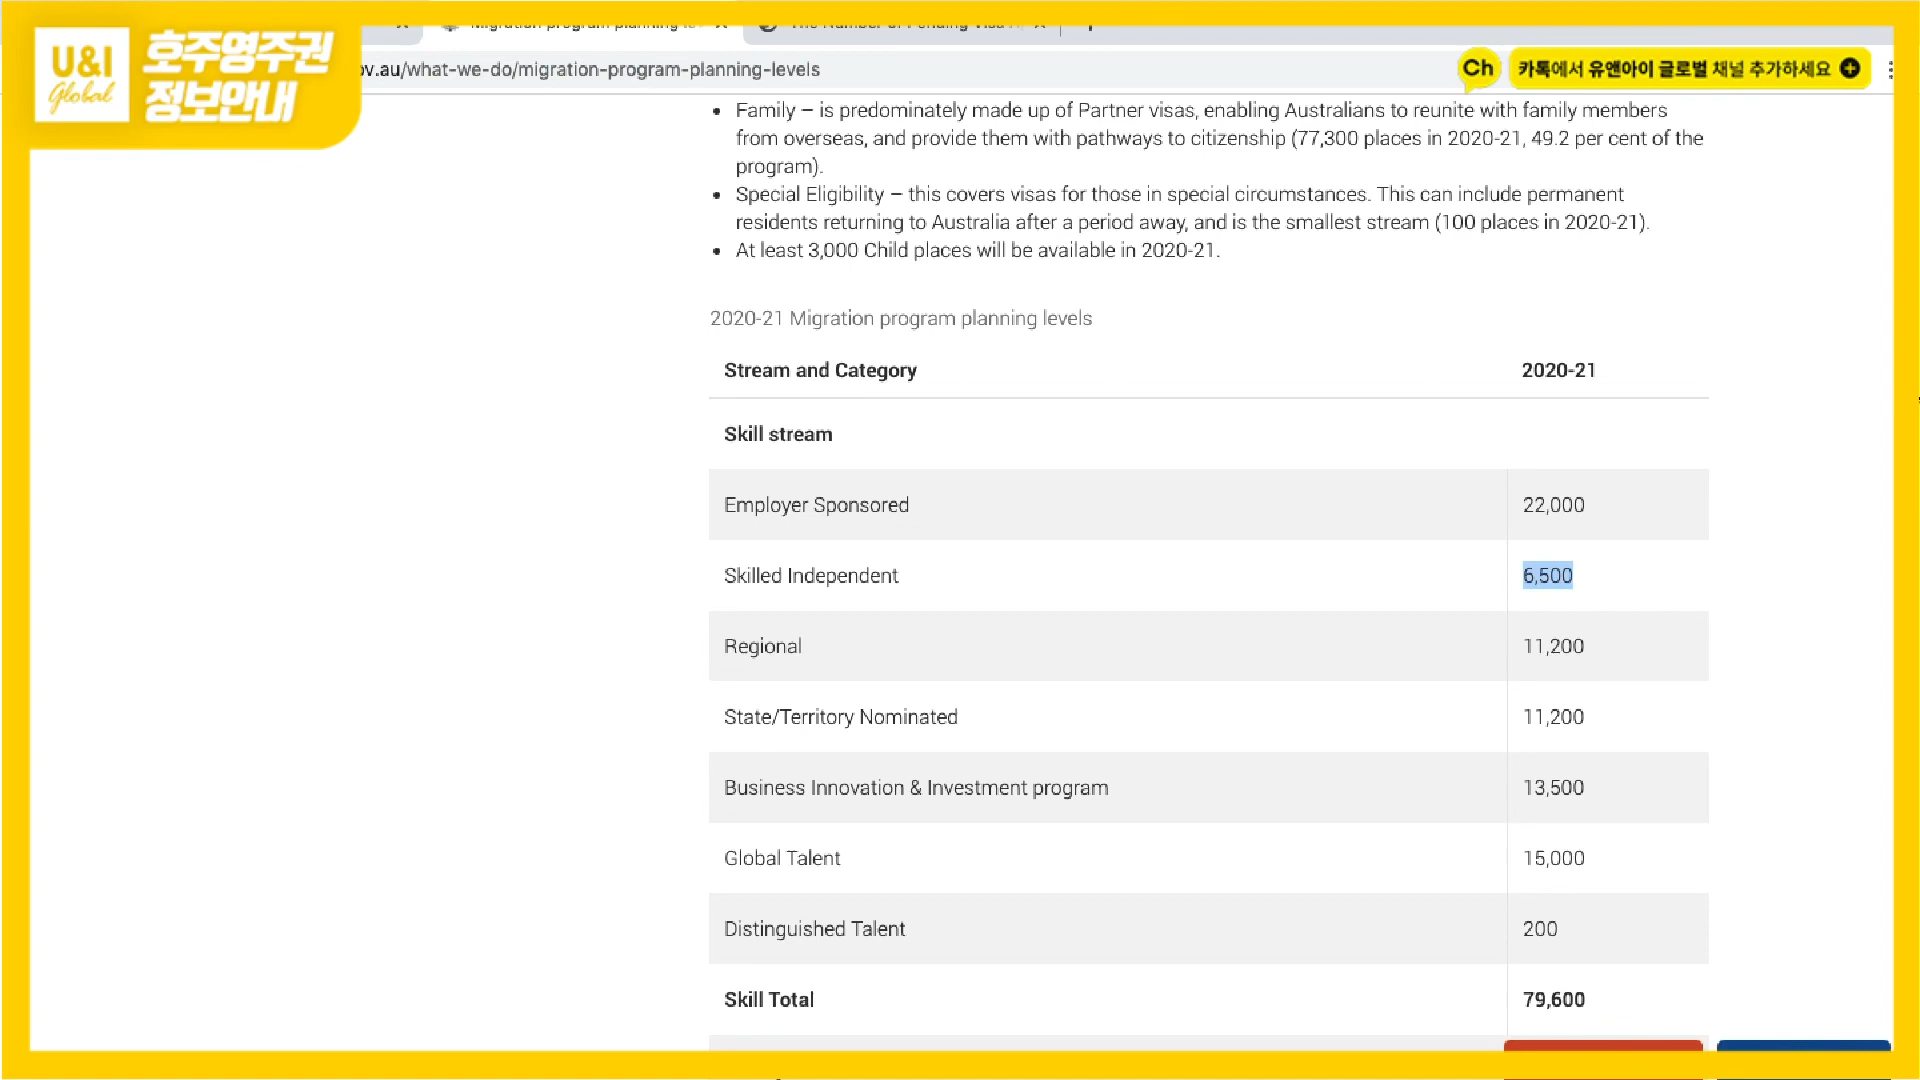 U&I
Global
호주영주권
정보안내
ov.au/what-we-do/migration-program-planning-levels
Ch
카톡에서 유앤아이 글로벌 채널 추가하세요
• Family – is predominately made up of Partner visas, enabling Australians to reunite with family members
from overseas, and provide them with pathways to citizenship (77,300 places in 2020-21, 49.2 per cent of the
program).
• Special Eligibility – this covers visas for those in special circumstances. This can include permanent
residents returning to Australia after a period away, and is the smallest stream (100 places in 2020-21).
• At least 3,000 Child places will be available in 2020-21.
2020-21 Migration program planning levels
Stream and Category 2020-21
Skill stream
Employer Sponsored 22,000
Skilled Independent 6,500
Regional 11,200
State/Territory Nominated 11,200
Business Innovation & Investment program 13,500
Global Talent 15,000
Distinguished Talent 200
Skill Total 79,600